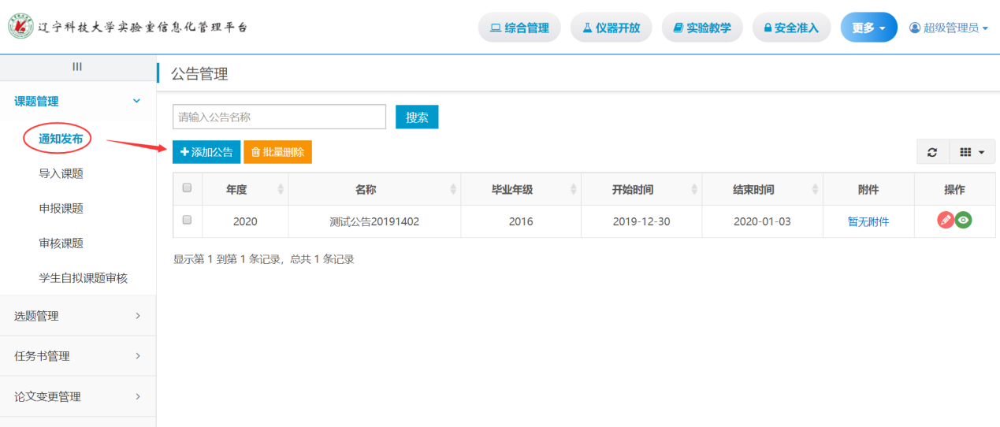 辽宁科技大学实验室信息化管理平台
综合管理 仪器开放 实验教学 安全准入 更多 超级管理员
公告管理
课题管理
通知发布
导入课题
申报课题
审核课题
学生自拟课题审核
选题管理
任务书管理
论文变更管理
请输入公告名称 搜索
添加公告 批量删除
年度 名称 毕业年级 开始时间 结束时间 附件 操作
2020 测试公告20191402 2016 2019-12-30 2020-01-03 暂无附件
显示第 1 到第 1 条记录，总共 1 条记录